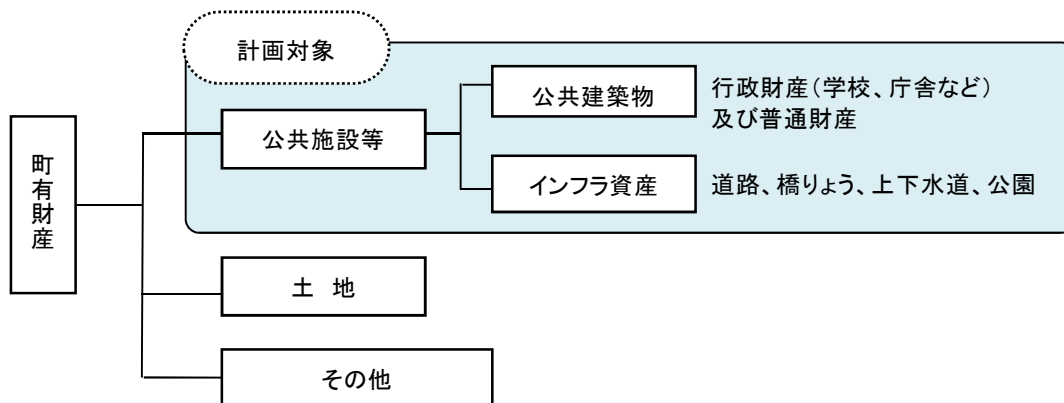 計画対象
公共建築物
行政財産（学校、庁舎など）
及び普通財産
公共施設等
町有財産
インフラ資産
道路、橋りょう、上下水道、公園
土　地
その他